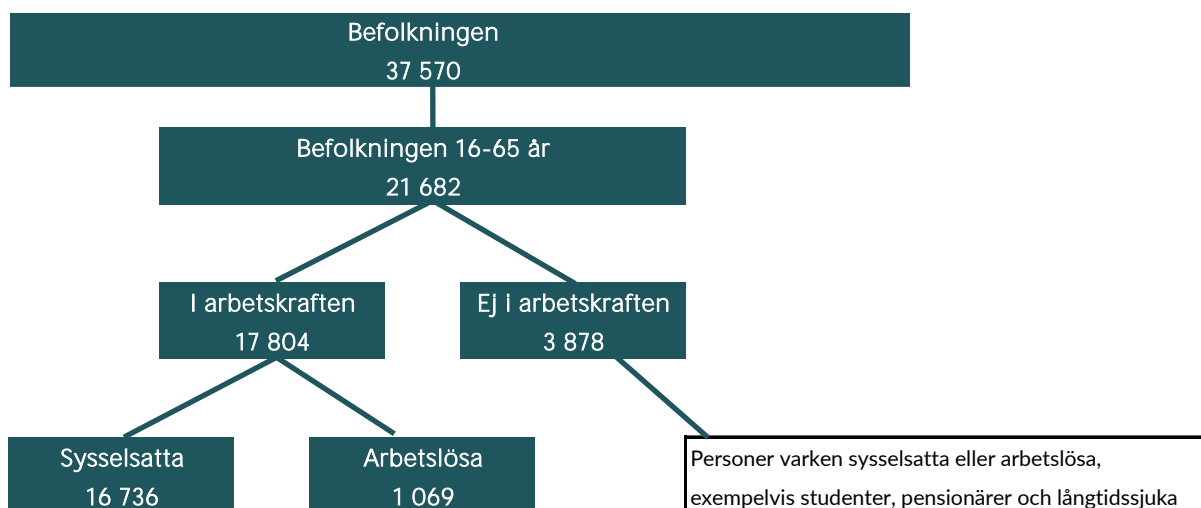 Befolkningen
37 570
Befolkningen 16-65 år
21 682
I arbetskraften
17 804
Ej i arbetskraften
3 878
Sysselsatta
16 736
Arbetslösa
1 069
Personer varken sysselsatta eller arbetslösa,
exempelvis studenter, pensionärer och långtidssjuka